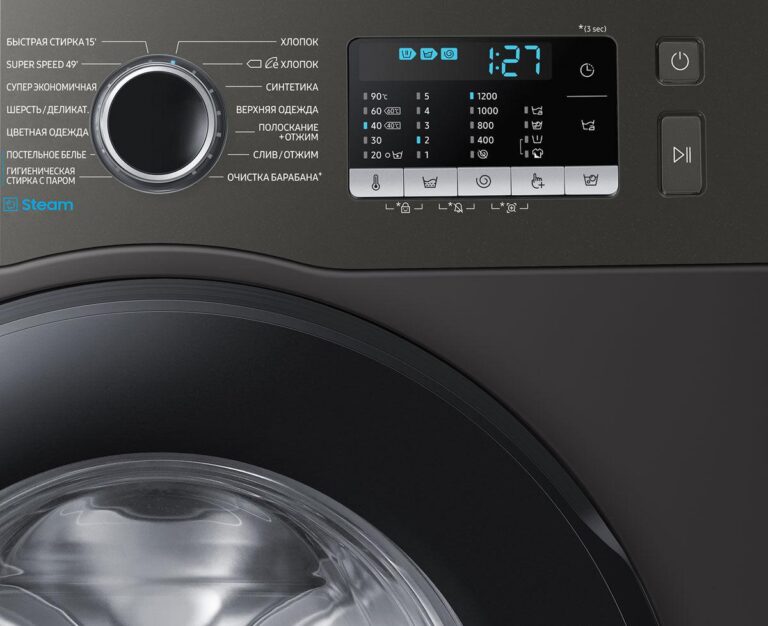 *(3 sec)
БЫСТРАЯ СТИРКА 15'
SUPER SPEED 49'
СУПЕР ЭКОНОМИЧНАЯ
ШЕРСТЬ / ДЕЛИКАТ.
ЦВЕТНАЯ ОДЕЖДА
ПОСТЕЛЬНОЕ БЕЛЬЕ
ГИГИЕНИЧЕСКАЯ
СТИРКА С ПАРОМ
Steam
ХЛОПОК
e ХЛОПОК
СИНТЕТИКА
ВЕРХНЯЯ ОДЕЖДА
ПОЛОСКАНИЕ
+ОТЖИМ
СЛИВ / ОТЖИМ
ОЧИСТКА БАРАБАНА*
1:27
90°c 5 1200
60 60°C 4 1000
40 40°C 3 800
30 2 400
20 1